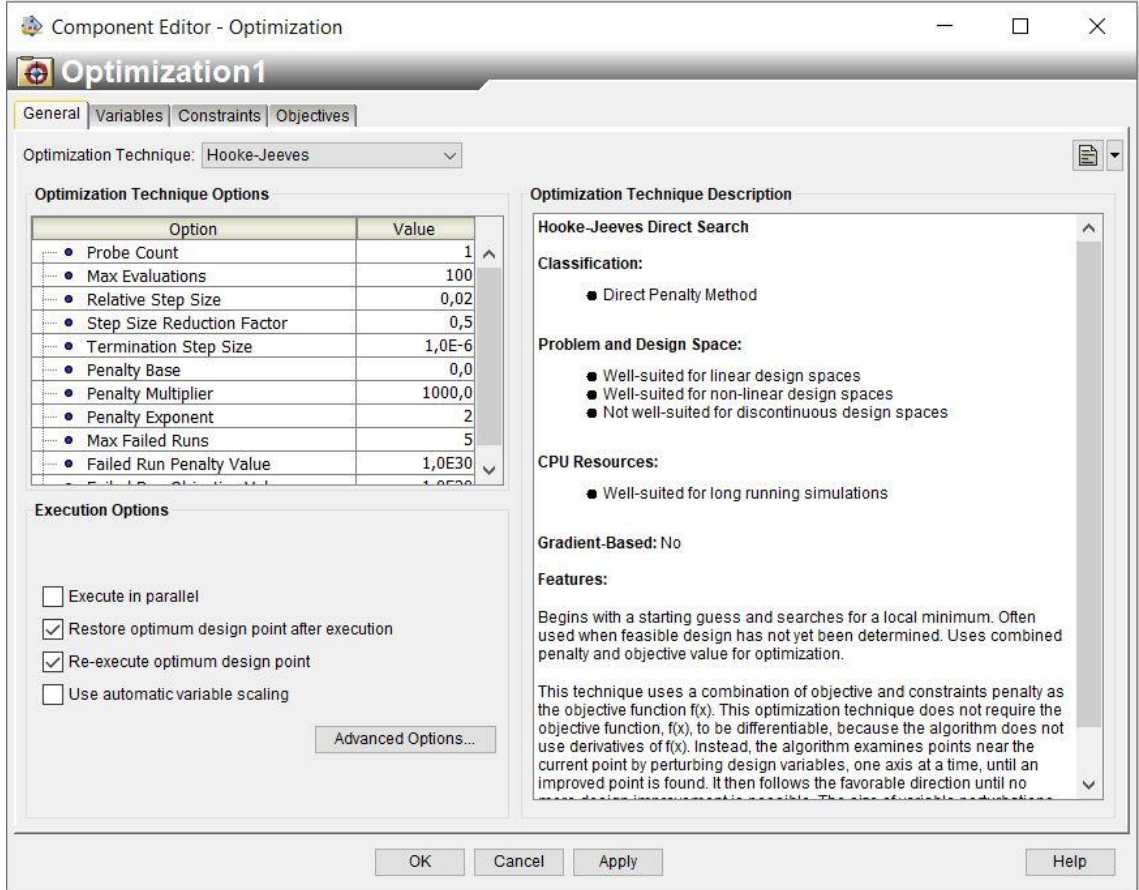 Component Editor - Optimization
Optimization1
General Variables Constraints Objectives
Optimization Technique: Hooke-Jeeves
Optimization Technique Options
Option Value
Probe Count 1
Max Evaluations 100
Relative Step Size 0,02
Step Size Reduction Factor 0,5
Termination Step Size 1,0E-6
Penalty Base 0,0
Penalty Multiplier 1000,0
Penalty Exponent 2
Max Failed Runs 5
Failed Run Penalty Value 1,0E30
Execution Options
Execute in parallel
Restore optimum design point after execution
Re-execute optimum design point
Use automatic variable scaling
Advanced Options...
Optimization Technique Description
Hooke-Jeeves Direct Search
Classification:
Direct Penalty Method
Problem and Design Space:
Well-suited for linear design spaces
Well-suited for non-linear design spaces
Not well-suited for discontinuous design spaces
CPU Resources:
Well-suited for long running simulations
Gradient-Based: No
Features:
Begins with a starting guess and searches for a local minimum. Often
used when feasible design has not yet been determined. Uses combined
penalty and objective value for optimization.
This technique uses a combination of objective and constraints penalty as
the objective function f(x). This optimization technique does not require the
objective function, f(x), to be differentiable, because the algorithm does not
use derivatives of f(x). Instead, the algorithm examines points near the
current point by perturbing design variables, one axis at a time, until an
improved point is found. It then follows the favorable direction until no
OK Cancel Apply Help